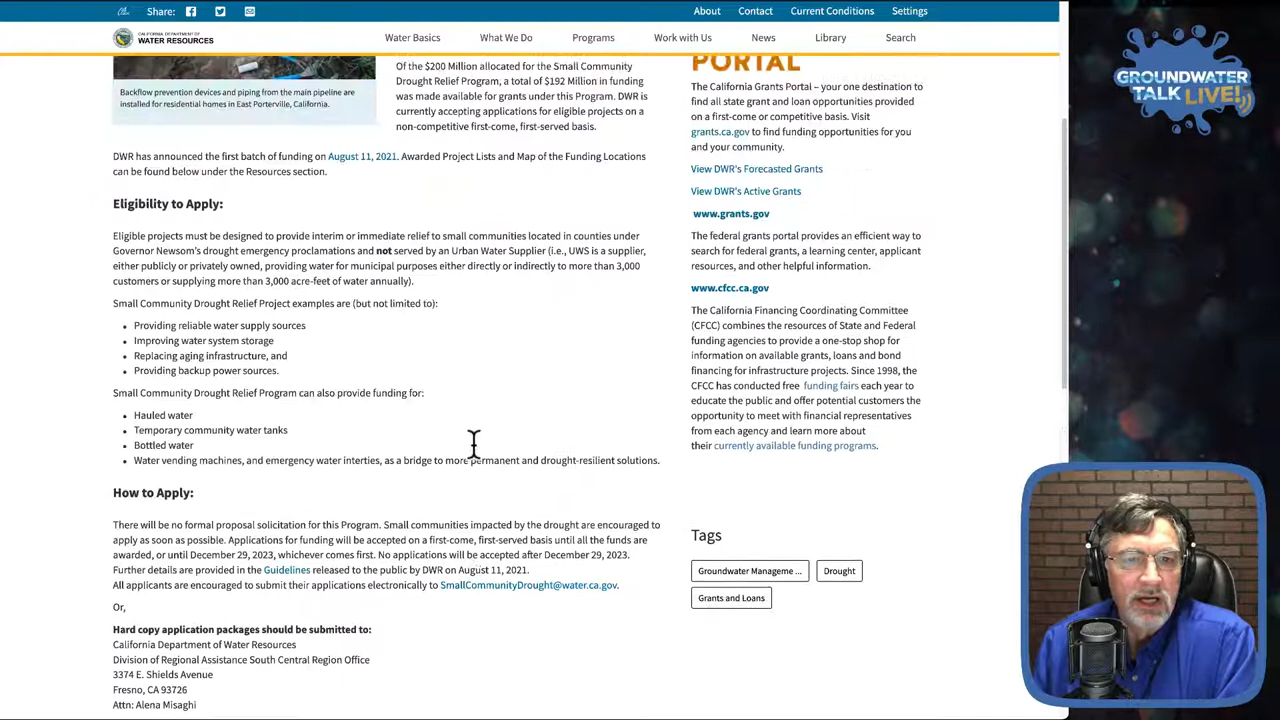 Share:
About
Contact
Current Conditions
Settings
CALIFORNIA DEPARTMENT OF
WATER RESOURCES
Water Basics
What We Do
Programs
Work with Us
News
Library
Search
Backflow prevention devices and piping from the main pipeline are
installed for residential homes in East Porterville, California.
Of the $200 Million allocated for the Small Community
Drought Relief Program, a total of $192 Million in funding
was made available for grants under this Program. DWR is
currently accepting applications for eligible projects on a
non-competitive first-come, first-served basis.
DWR has announced the first batch of funding on August 11, 2021. Awarded Project Lists and Map of the Funding Locations
can be found below under the Resources section.
Eligibility to Apply:
Eligible projects must be designed to provide interim or immediate relief to small communities located in counties under
Governor Newsom's drought emergency proclamations and not served by an Urban Water Supplier (i.e., UWS is a supplier,
either publicly or privately owned, providing water for municipal purposes either directly or indirectly to more than 3,000
customers or supplying more than 3,000 acre-feet of water annually).
Small Community Drought Relief Project examples are (but not limited to):
• Providing reliable water supply sources
• Improving water system storage
• Replacing aging infrastructure, and
• Providing backup power sources.
Small Community Drought Relief Program can also provide funding for:
• Hauled water
• Temporary community water tanks
• Bottled water
• Water vending machines, and emergency water interties, as a bridge to more permanent and drought-resilient solutions.
How to Apply:
There will be no formal proposal solicitation for this Program. Small communities impacted by the drought are encouraged to
apply as soon as possible. Applications for funding will be accepted on a first-come, first-served basis until all the funds are
awarded, or until December 29, 2023, whichever comes first. No applications will be accepted after December 29, 2023.
Further details are provided in the Guidelines released to the public by DWR on August 11, 2021.
All applicants are encouraged to submit their applications electronically to SmallCommunityDrought@water.ca.gov.
Or,
Hard copy application packages should be submitted to:
California Department of Water Resources
Division of Regional Assistance South Central Region Office
3374 E. Shields Avenue
Fresno, CA 93726
Attn: Alena Misaghi
PORTAL
The California Grants Portal – your one destination to
find all state grant and loan opportunities provided
on a first-come or competitive basis. Visit
grants.ca.gov to find funding opportunities for you
and your community.
View DWR's Forecasted Grants
View DWR's Active Grants
www.grants.gov
The federal grants portal provides an efficient way to
search for federal grants, a learning center, applicant
resources, and other helpful information.
www.cfcc.ca.gov
The California Financing Coordinating Committee
(CFCC) combines the resources of State and Federal
funding agencies to provide a one-stop shop for
information on available grants, loans and bond
financing for infrastructure projects. Since 1998, the
CFCC has conducted free funding fairs each year to
educate the public and offer potential customers the
opportunity to meet with financial representatives
from each agency and learn more about
their currently available funding programs.
Tags
Groundwater Manageme ...
Drought
Grants and Loans
GROUNDWATER
TALK LIVE!